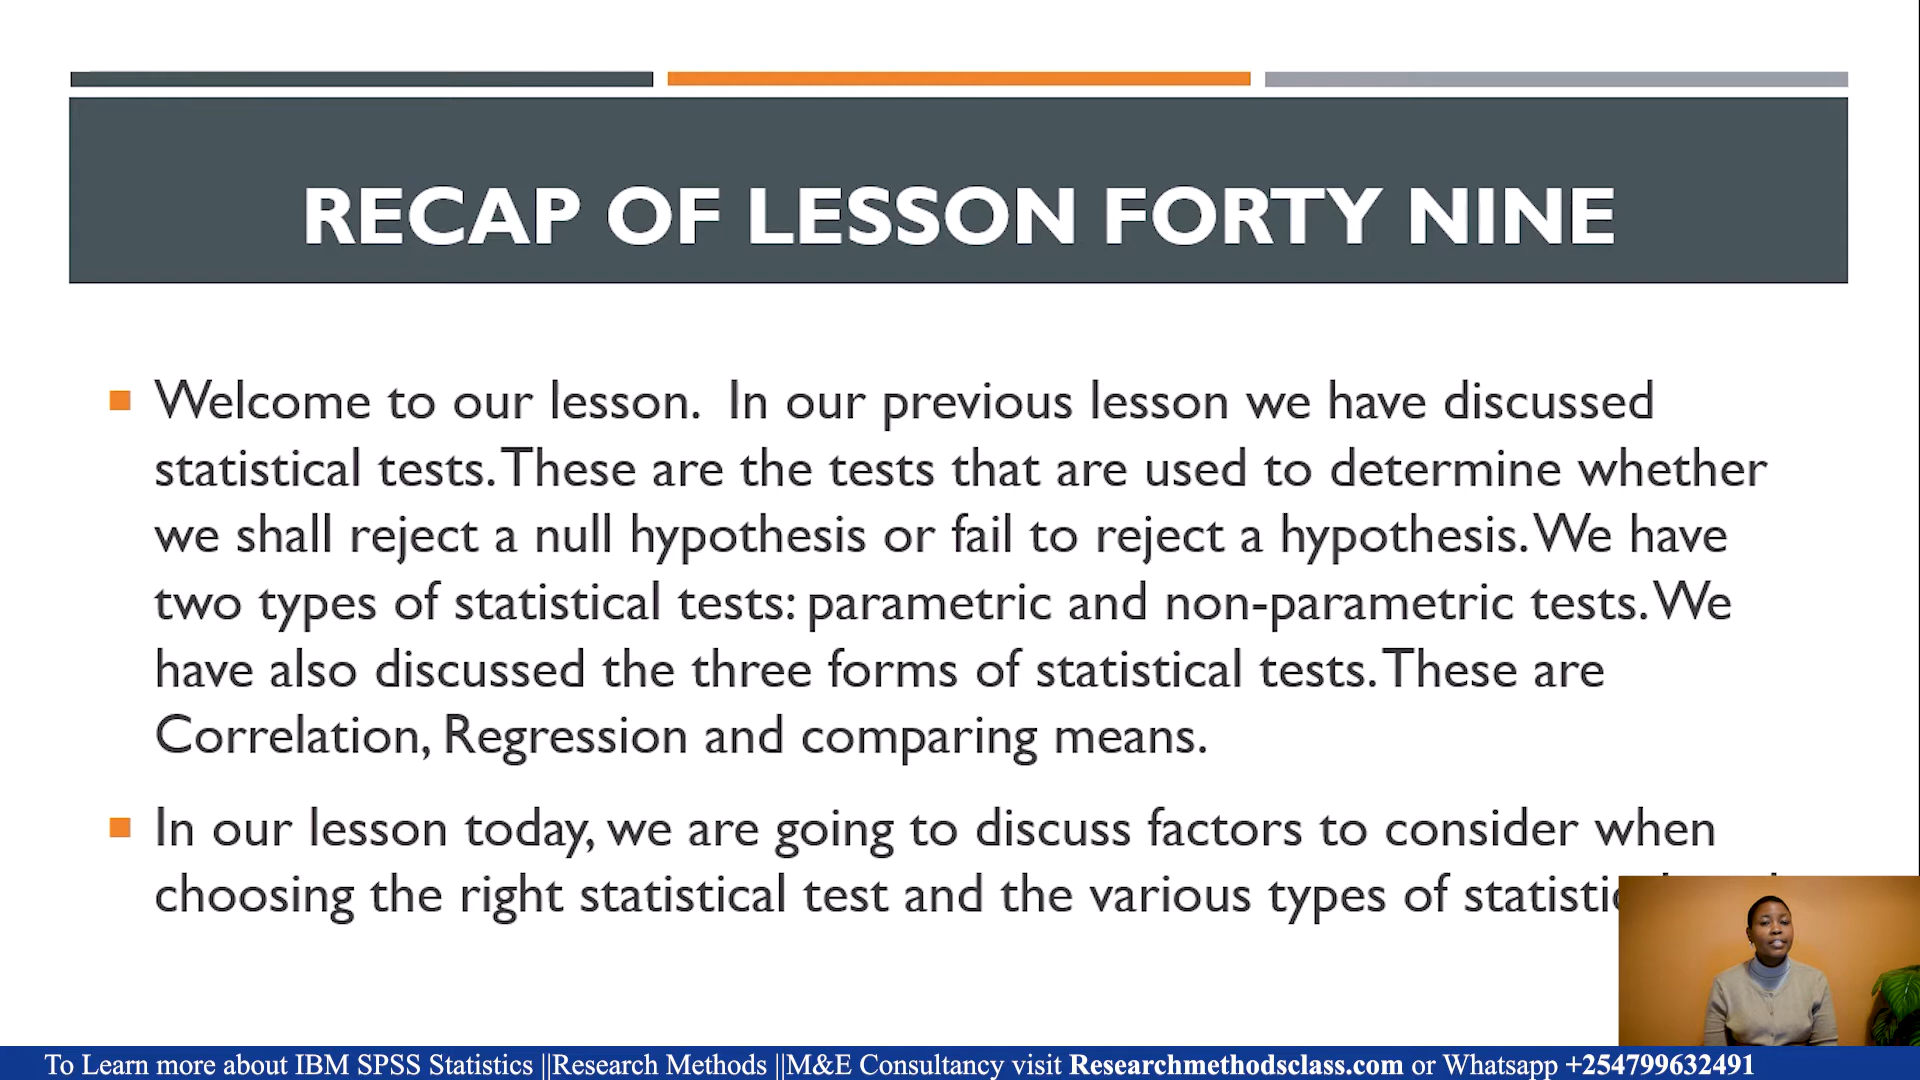 RECAP OF LESSON FORTY NINE
Welcome to our lesson.  In our previous lesson we have discussed
statistical tests. These are the tests that are used to determine whether
we shall reject a null hypothesis or fail to reject a hypothesis. We have
two types of statistical tests: parametric and non-parametric tests. We
have also discussed the three forms of statistical tests. These are
Correlation, Regression and comparing means.
In our lesson today, we are going to discuss factors to consider when
choosing the right statistical test and the various types of
To Learn more about IBM SPSS Statistics ||Research Methods ||M&E Consultancy visit Researchmethodsclass.com or Whatsapp +254799632491